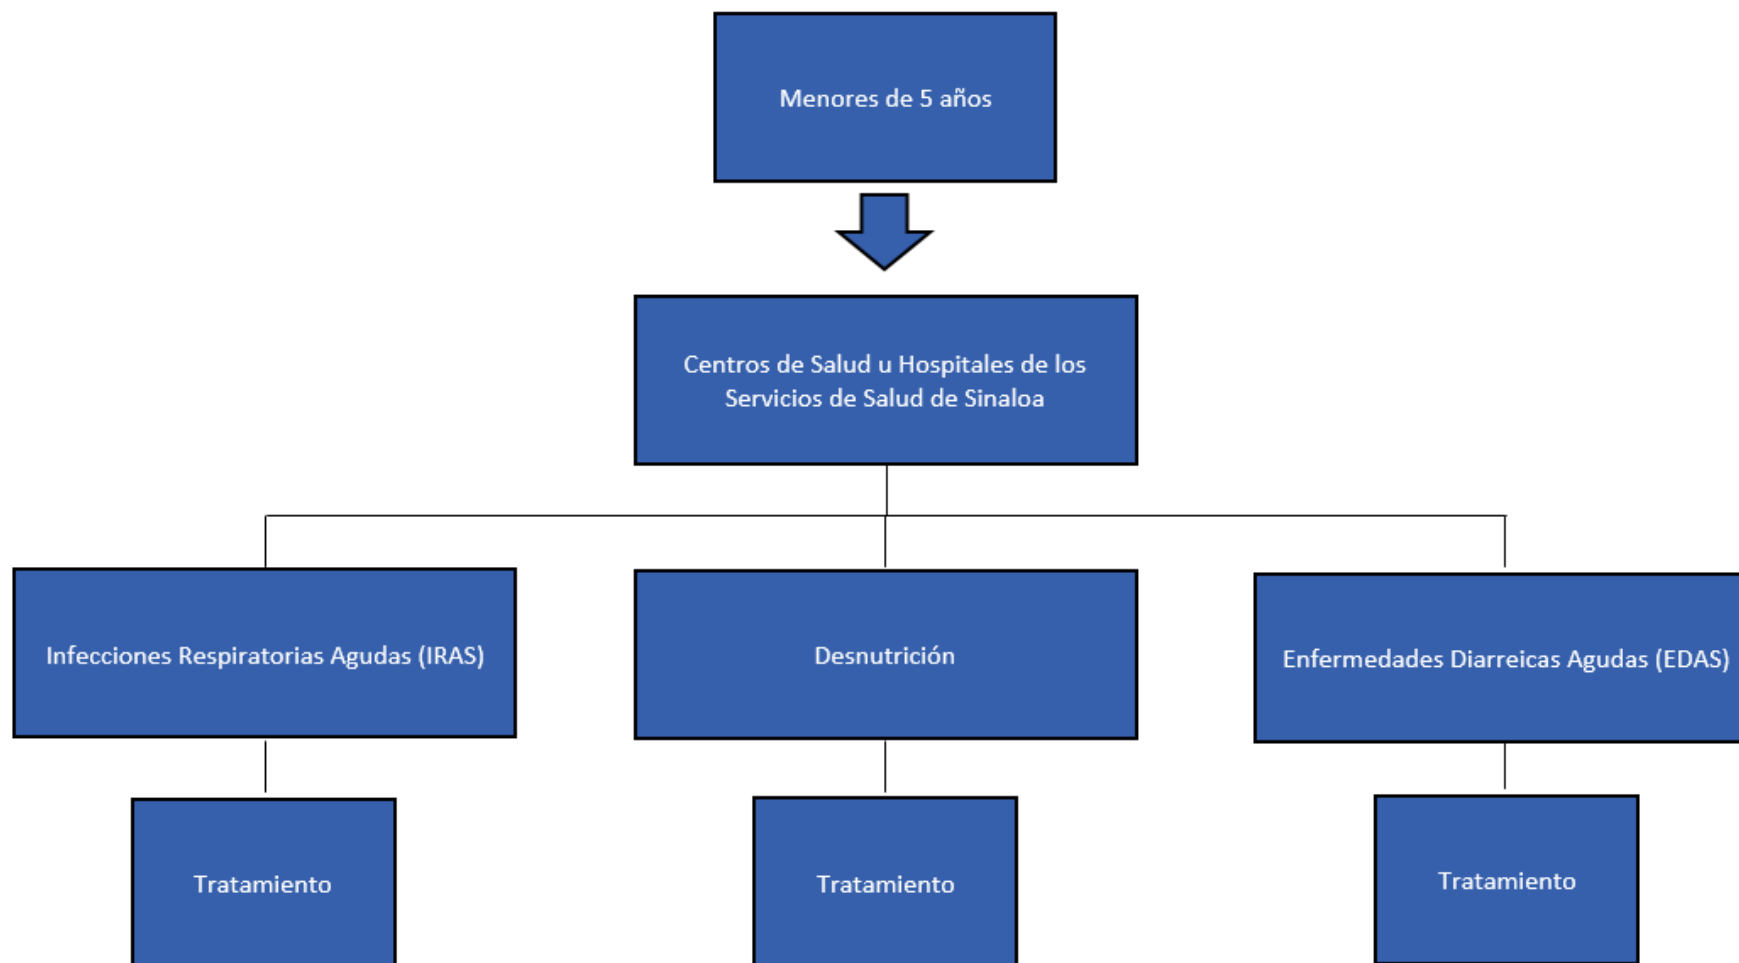 Menores de 5 años
Centros de Salud u Hospitales de los
Servicios de Salud de Sinaloa
Infecciones Respiratorias Agudas (IRAS)
Desnutrición
Enfermedades Diarreicas Agudas (EDAS)
Tratamiento
Tratamiento
Tratamiento